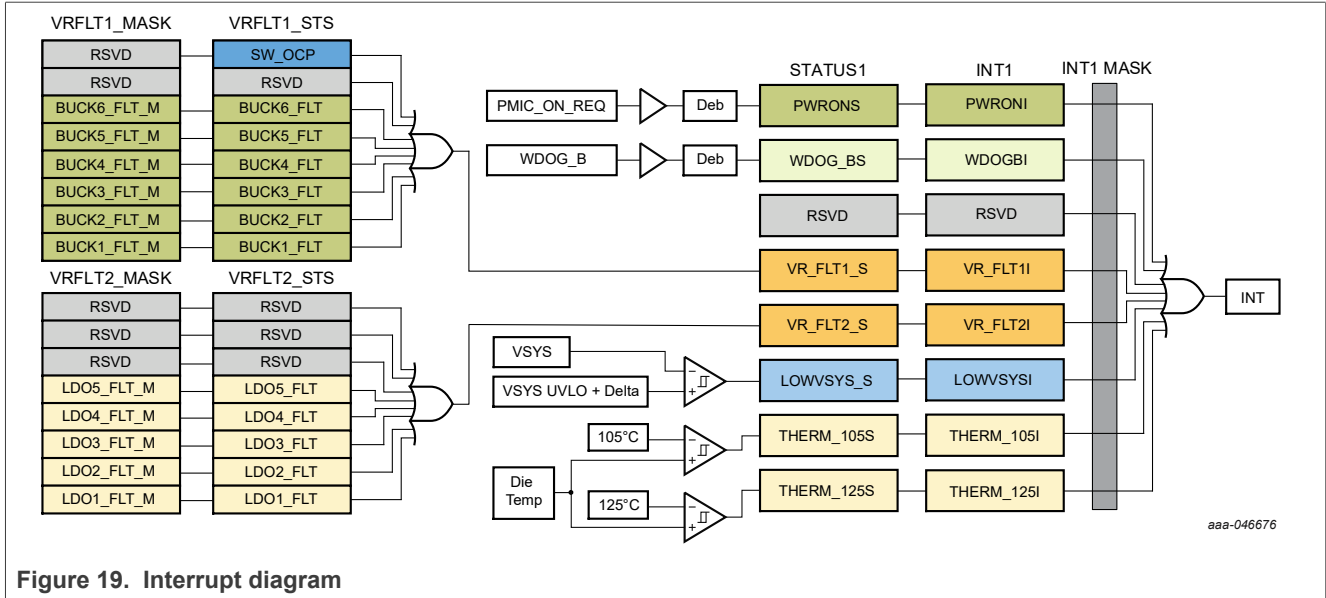 VRFLT1_MASK VRFLT1_STS
RSVD SW_OCP
RSVD RSVD
BUCK6_FLT_M BUCK6_FLT
BUCK5_FLT_M BUCK5_FLT
BUCK4_FLT_M BUCK4_FLT
BUCK3_FLT_M BUCK3_FLT
BUCK2_FLT_M BUCK2_FLT
BUCK1_FLT_M BUCK1_FLT
VRFLT2_MASK VRFLT2_STS
RSVD RSVD
RSVD RSVD
RSVD RSVD
LDO5_FLT_M LDO5_FLT
LDO4_FLT_M LDO4_FLT
LDO3_FLT_M LDO3_FLT
LDO2_FLT_M LDO2_FLT
LDO1_FLT_M LDO1_FLT
STATUS1 INT1 INT1 MASK
PMIC_ON_REQ Deb PWRONS PWRONI
WDOG_B Deb WDOG_BS WDOGBI
RSVD RSVD
VR_FLT1_S VR_FLT1I
VR_FLT2_S VR_FLT2I
INT
VSYS
−
VSYS UVLO + Delta
+
LOWVSYS_S LOWVSYSI
105°C
−
+
THERM_105S THERM_105I
Die
Temp
125°C
−
+
THERM_125S THERM_125I
aaa-046676
Figure 19. Interrupt diagram